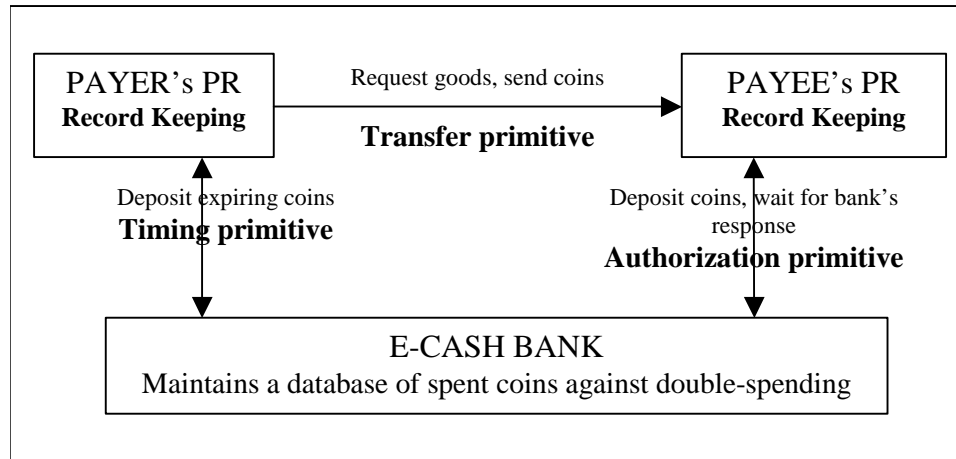 PAYER's PR
Record Keeping
Request goods, send coins
Transfer primitive
PAYEE's PR
Record Keeping
Deposit expiring coins
Timing primitive
Deposit coins, wait for bank's
response
Authorization primitive
E-CASH BANK
Maintains a database of spent coins against double-spending